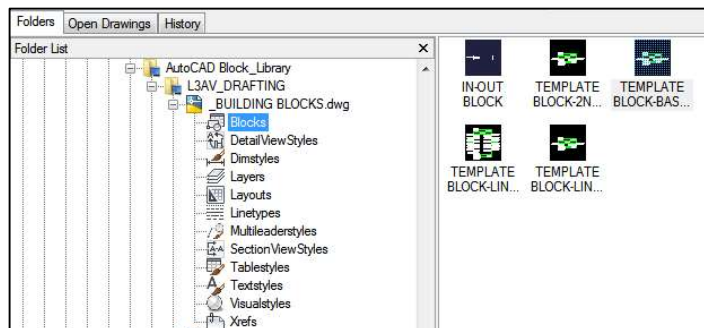 Folders Open Drawings History
Folder List
AutoCAD Block_Library
L3AV_DRAFTING
_BUILDING BLOCKS.dwg
Blocks
DetailViewStyles
Dimstyles
Layers
Layouts
Linetypes
Multileaderstyles
SectionViewStyles
Tablestyles
Textstyles
Visualstyles
Xrefs
IN-OUT
BLOCK
TEMPLATE
BLOCK-2N...
TEMPLATE
BLOCK-BAS...
TEMPLATE
BLOCK-LIN...
TEMPLATE
BLOCK-LIN...